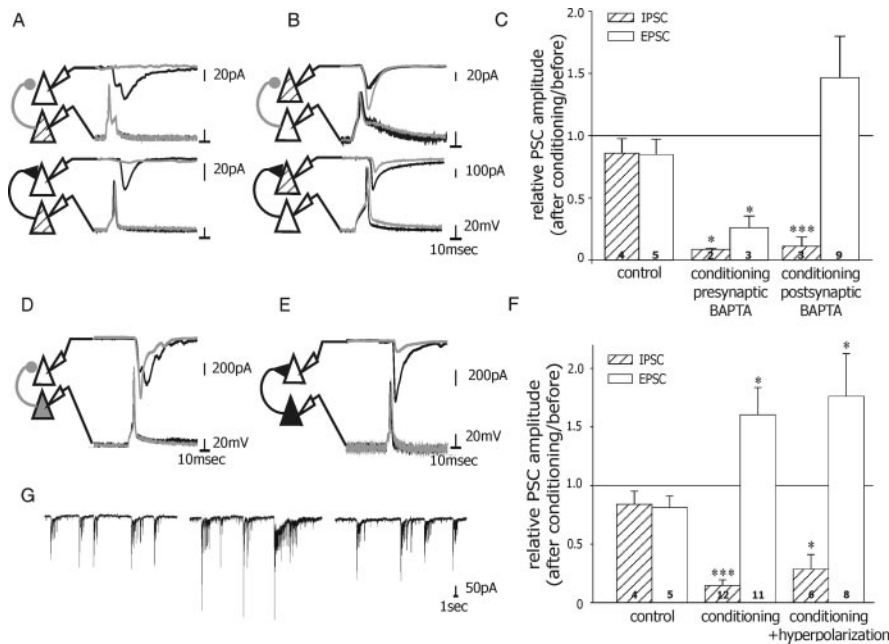 A
20pA
20pA
B
20pA
100pA
20mV
10msec
C
relative PSC amplitude
(after conditioning/before)
2.0
1.5
1.0
0.5
0
IPSC
EPSC
4
5
2
3
3
9
*
*
***
control
conditioning
presynaptic
BAPTA
conditioning
postsynaptic
BAPTA
D
200pA
20mV
10msec
E
200pA
20mV
10msec
F
relative PSC amplitude
(after conditioning/before)
2.0
1.5
1.0
0.5
0
IPSC
EPSC
4
5
12
11
6
8
***
*
*
*
control
conditioning
conditioning
+hyperpolarization
G
50pA
1sec